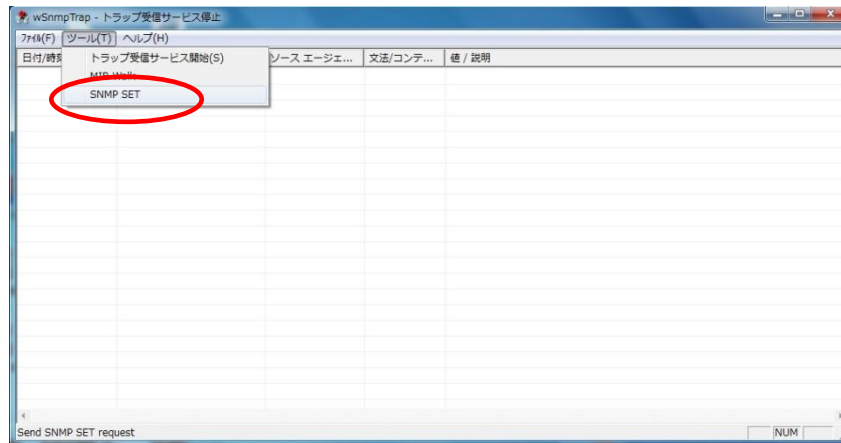 wSnmpTrap - トラップ受信サービス停止
ﾌｧｲﾙ(F) ツール(T) ヘルプ(H)
日付/時刻 ソース エージェ... 文法/コンテ... 値 / 説明
トラップ受信サービス開始(S)
MIB Walk
SNMP SET
Send SNMP SET request NUM